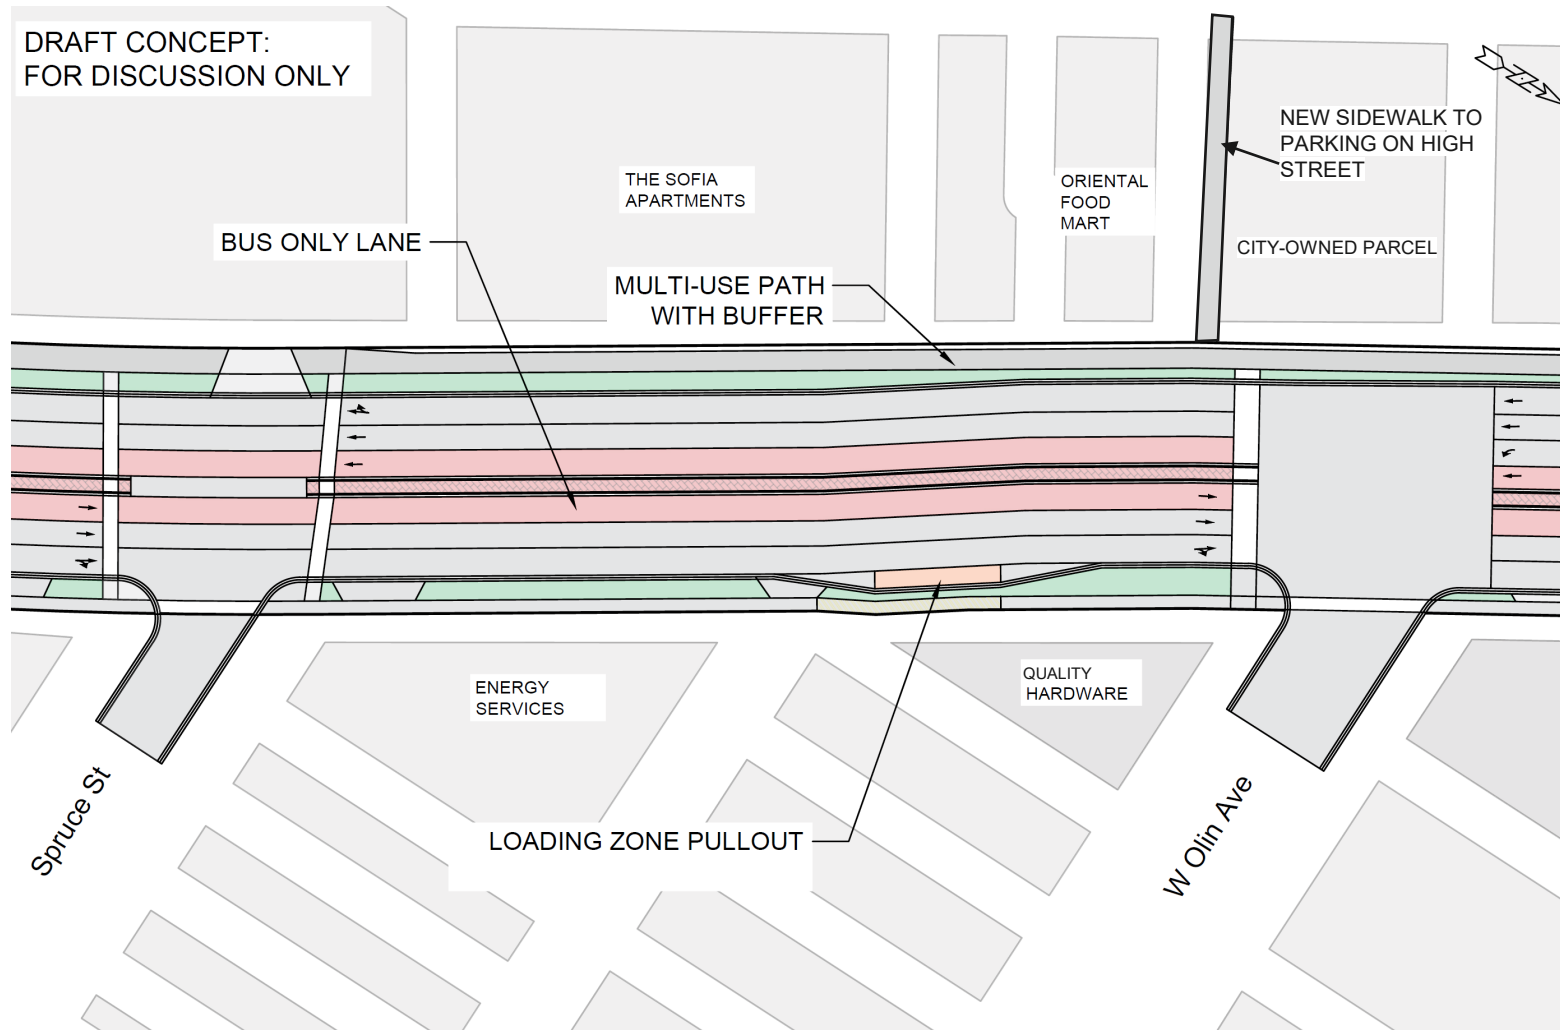 DRAFT CONCEPT:
FOR DISCUSSION ONLY
NEW SIDEWALK TO
PARKING ON HIGH
STREET
THE SOFIA
APARTMENTS
ORIENTAL
FOOD
MART
BUS ONLY LANE
CITY-OWNED PARCEL
MULTI-USE PATH
WITH BUFFER
ENERGY
SERVICES
QUALITY
HARDWARE
LOADING ZONE PULLOUT
Spruce St
W Olin Ave